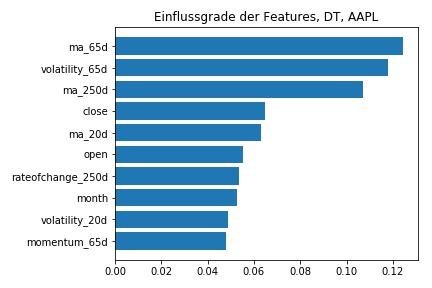 Einflussgrade der Features, DT, AAPL
ma_65d
volatility_65d
ma_250d
close
ma_20d
open
rateofchange_250d
month
volatility_20d
momentum_65d
0.00 0.02 0.04 0.06 0.08 0.10 0.12